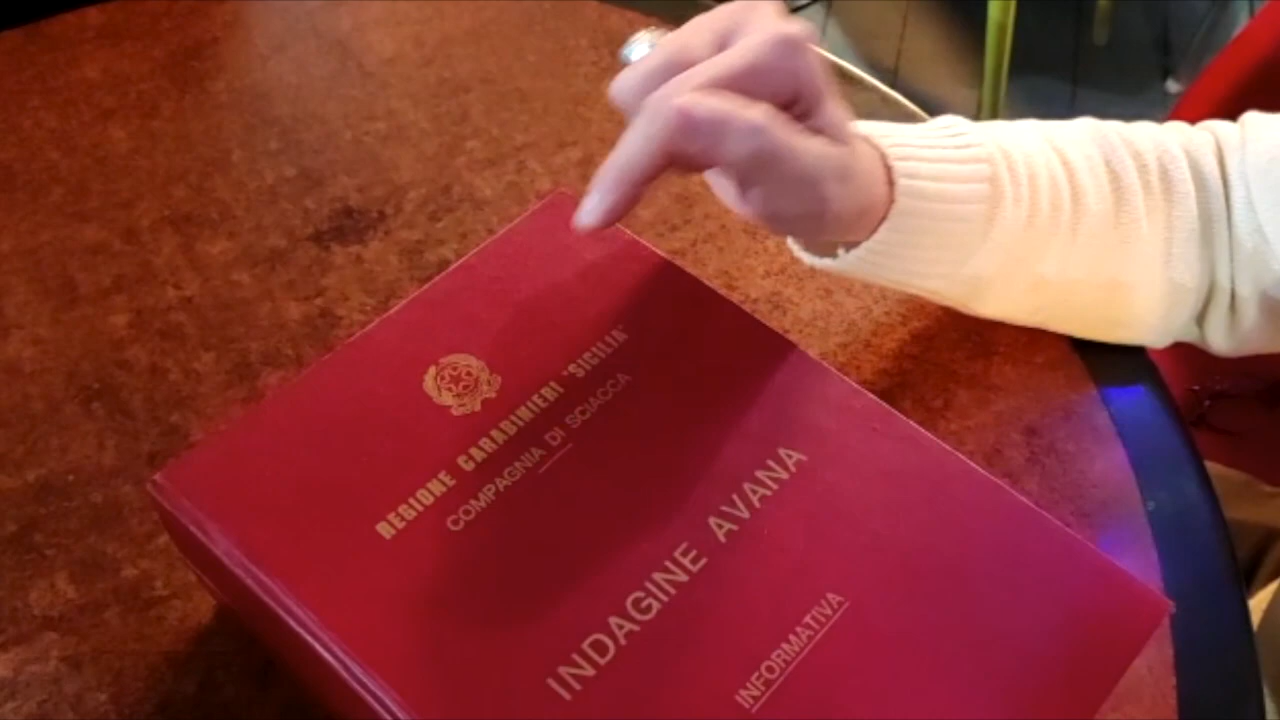 REGIONE CARABINIERI "SICILIA"
COMPAGNIA DI SCIACCA
INDAGINE AVANA
INFORMATIVA